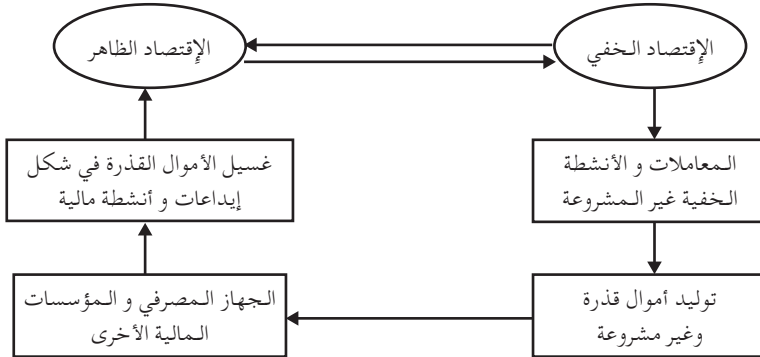 الإقتصاد الخفي
الإقتصاد الظاهر
المعاملات و الأنشطة
الخفية غير المشروعة
غسيل الأموال القذرة في شكل
إيداعات و أنشطة مالية
توليد أموال قذرة
وغير مشروعة
الجهاز المصرفي و المؤسسات
المالية الأخرى